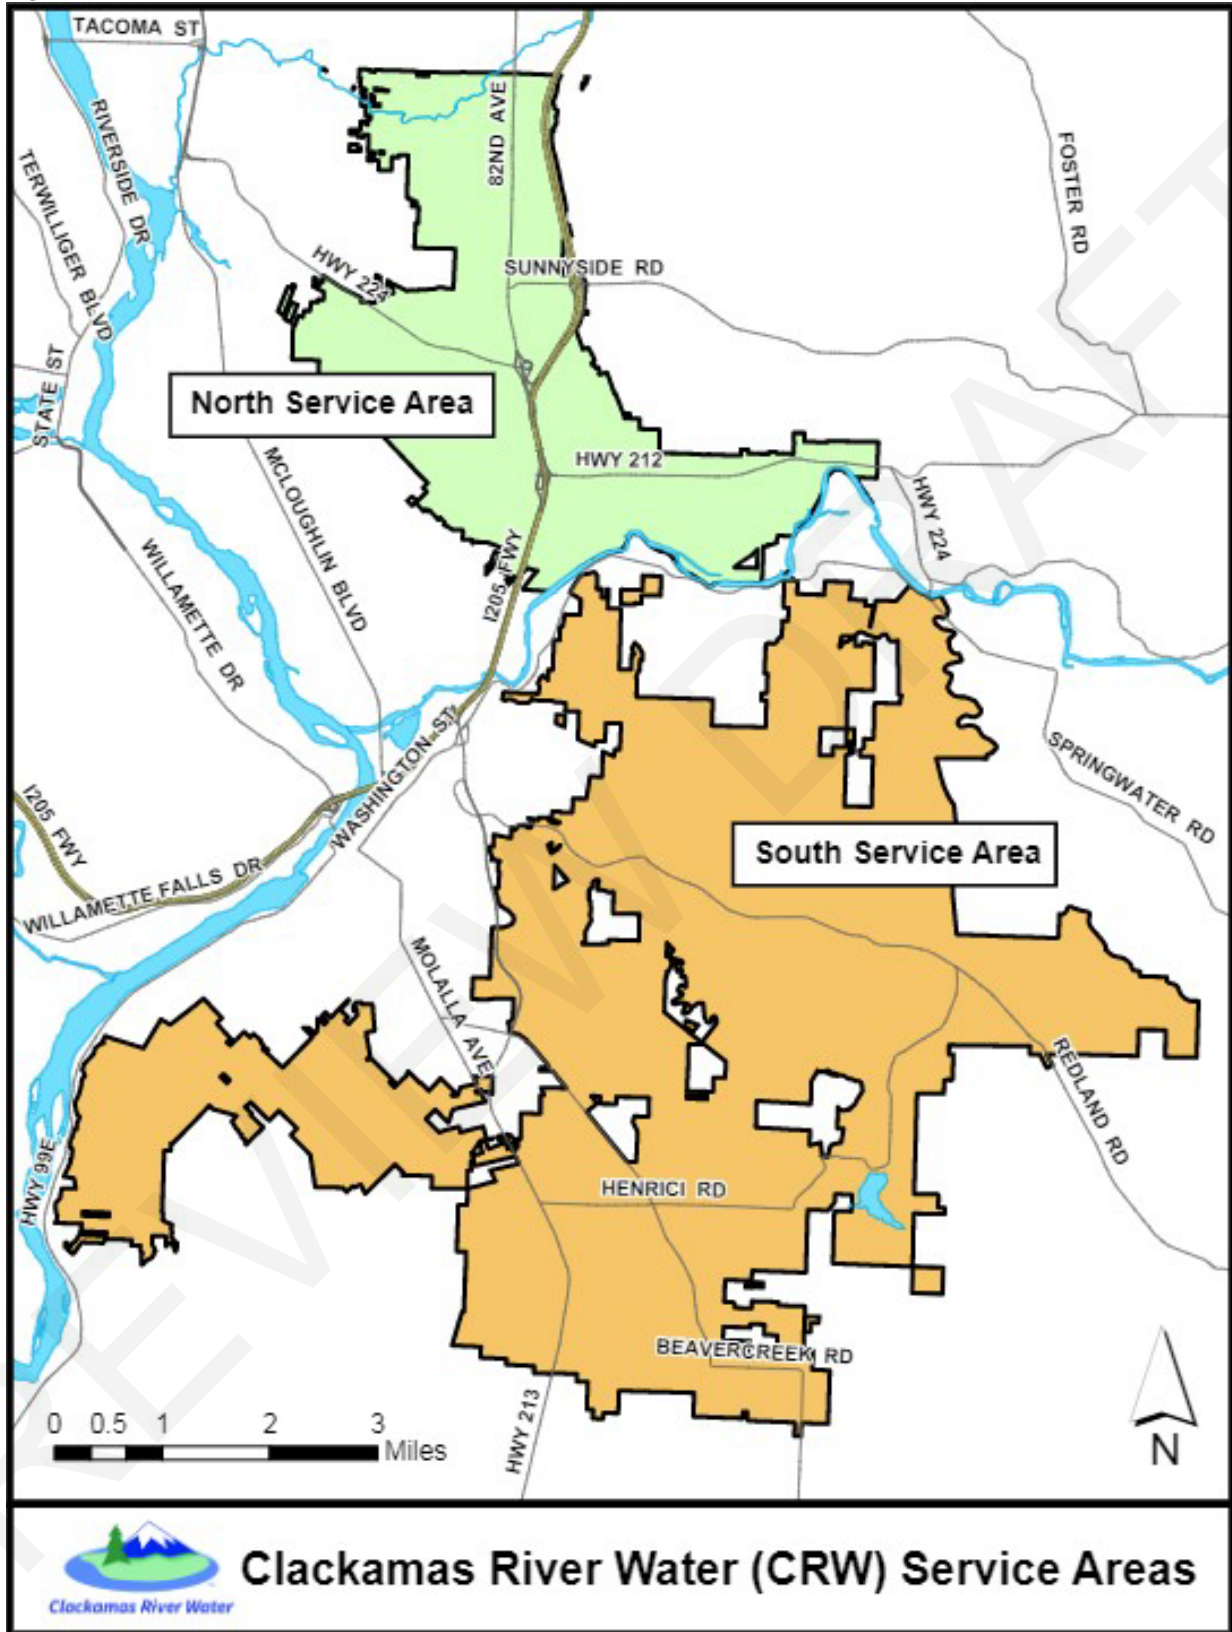 TACOMA ST
RIVERSIDE DR
82ND AVE
FOSTER RD
TERWILLIGER BLVD
HWY 224
SUNNYSIDE RD
STATE ST
North Service Area
MCLOUGHLIN BLVD
HWY 212
HWY 224
WILLAMETTE DR
I205 FWY
WASHINGTON ST
SPRINGWATER RD
I205 FWY
South Service Area
WILLAMETTE FALLS DR
MOLALLA AVE
REDLAND RD
HWY 99E
HENRICI RD
BEAVERCREEK RD
HWY 213
0 0.5 1 2 3
Miles
N
REVIEW DRAFT
Clackamas River Water (CRW) Service Areas
Clackamas River Water